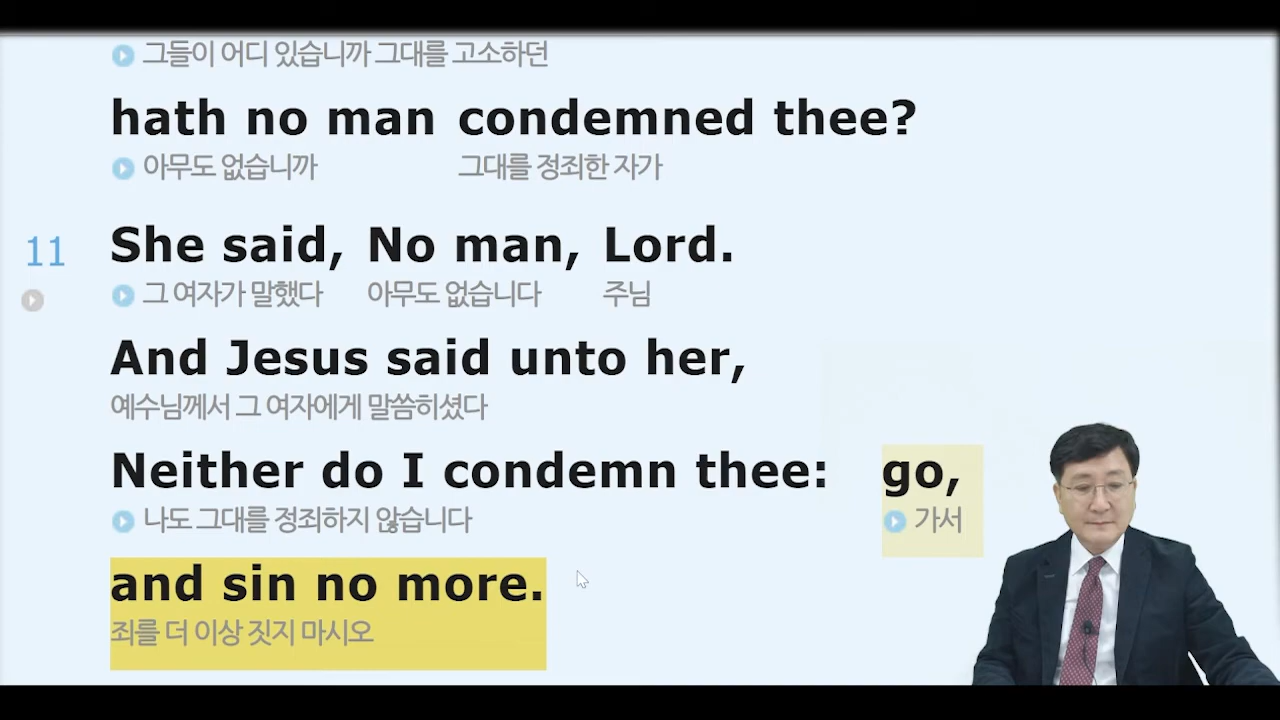 그들이 어디 있습니까 그대를 고소하던
hath no man condemned thee?
아무도 없습니까 그대를 정죄한 자가
11 She said, No man, Lord.
그 여자가 말했다 아무도 없습니다 주님
And Jesus said unto her,
예수님께서 그 여자에게 말씀히셨다
Neither do I condemn thee: go,
나도 그대를 정죄하지 않습니다 가서
and sin no more.
죄를 더 이상 짓지 마시오